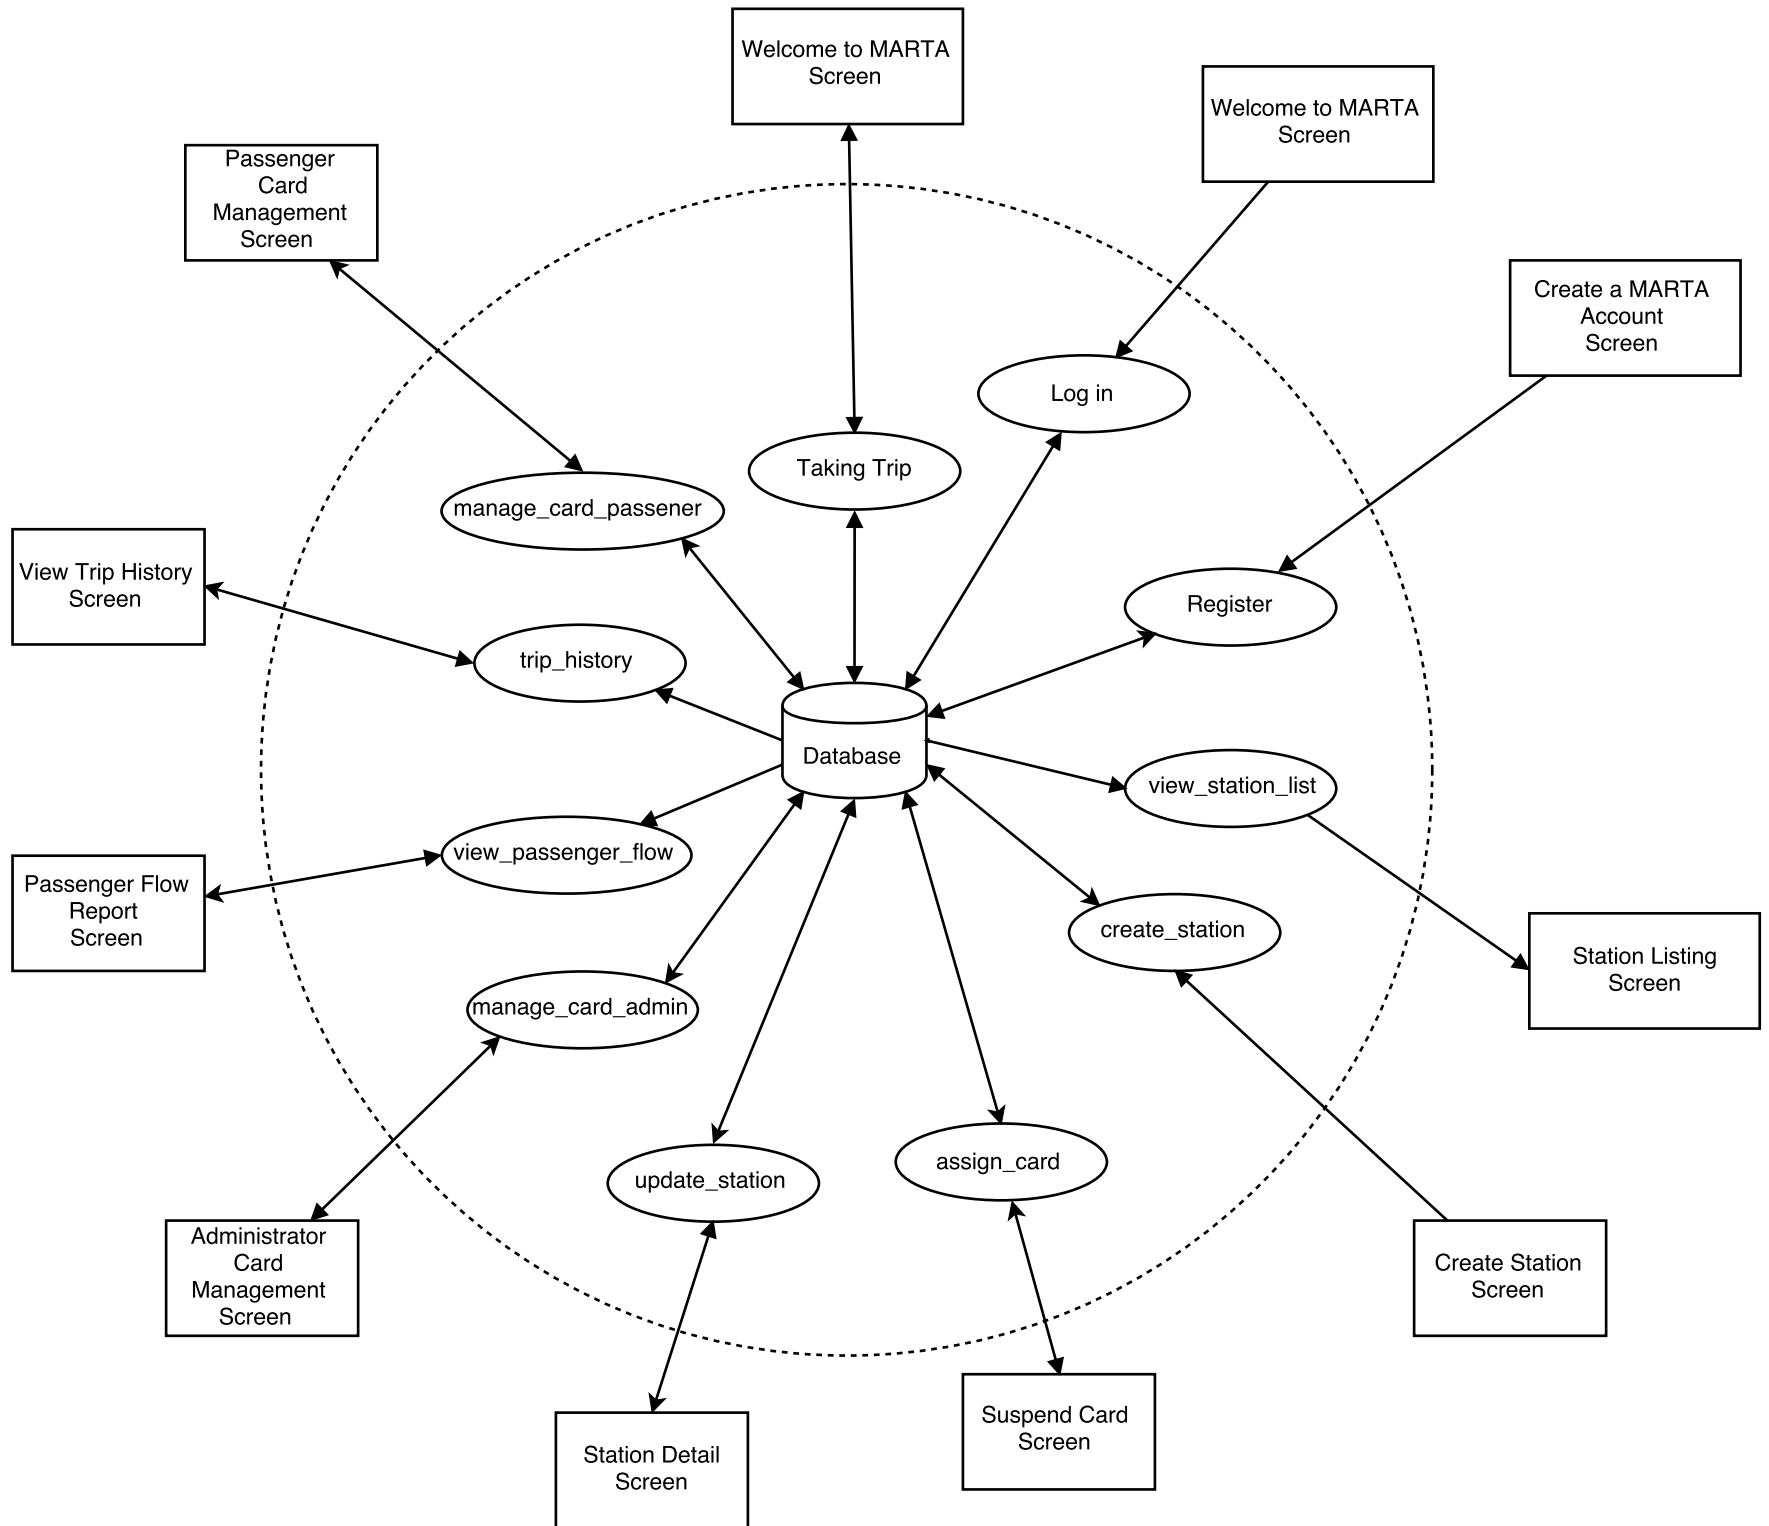 Welcome to MARTA
Screen
Welcome to MARTA
Screen
Passenger
Card
Management
Screen
Create a MARTA
Account
Screen
Log in
Taking Trip
manage_card_passener
View Trip History
Screen
Register
trip_history
Database
view_station_list
view_passenger_flow
Passenger Flow
Report
Screen
create_station
Station Listing
Screen
manage_card_admin
assign_card
update_station
Administrator
Card
Management
Screen
Create Station
Screen
Suspend Card
Screen
Station Detail
Screen